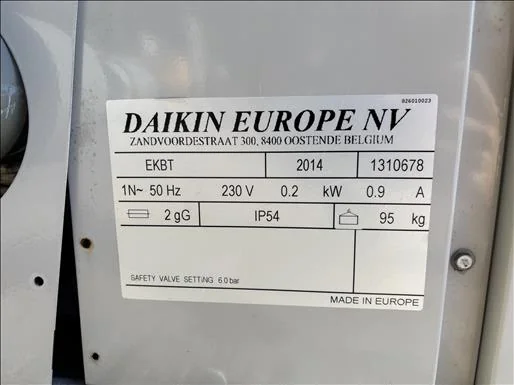 026010023
DAIKIN EUROPE NV
ZANDVOORDESTRAAT 300, 8400 OOSTENDE BELGIUM
EKBT 2014 1310678
1N~ 50 Hz 230 V 0.2 kW 0.9 A
2 gG IP54 95 kg
SAFETY VALVE SETTING 6.0 bar
MADE IN EUROPE